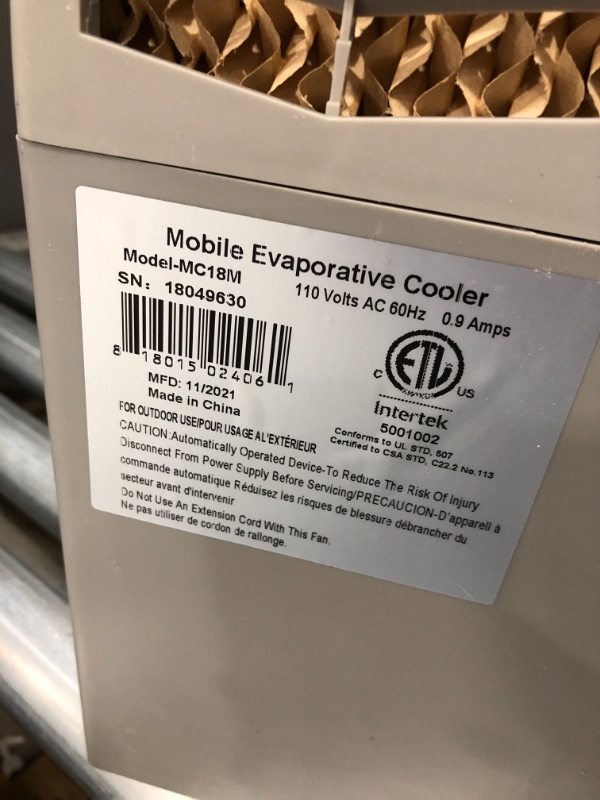 Mobile Evaporative Cooler
Model-MC18M
110 Volts AC 60Hz 0.9 Amps
SN: 18049630
8 18015 02406 1
MFD: 11/2021
Made in China
C ETL US
Intertek
5001002
Conforms to UL STD. 507
Certified to CSA STD. C22.2 No.113
FOR OUTDOOR USE/POUR USAGE A L'EXTÉRIEUR
CAUTION:Automatically Operated Device-To Reduce The Risk Of Injury
Disconnect From Power Supply Before Servicing/PRECAUCION-D'appareil à
commande automatique Réduisez les risques de blessure débrancher du
secteur avant d'intervenir
Do Not Use An Extension Cord With This Fan.
Ne pas utiliser de cordon de rallonge.